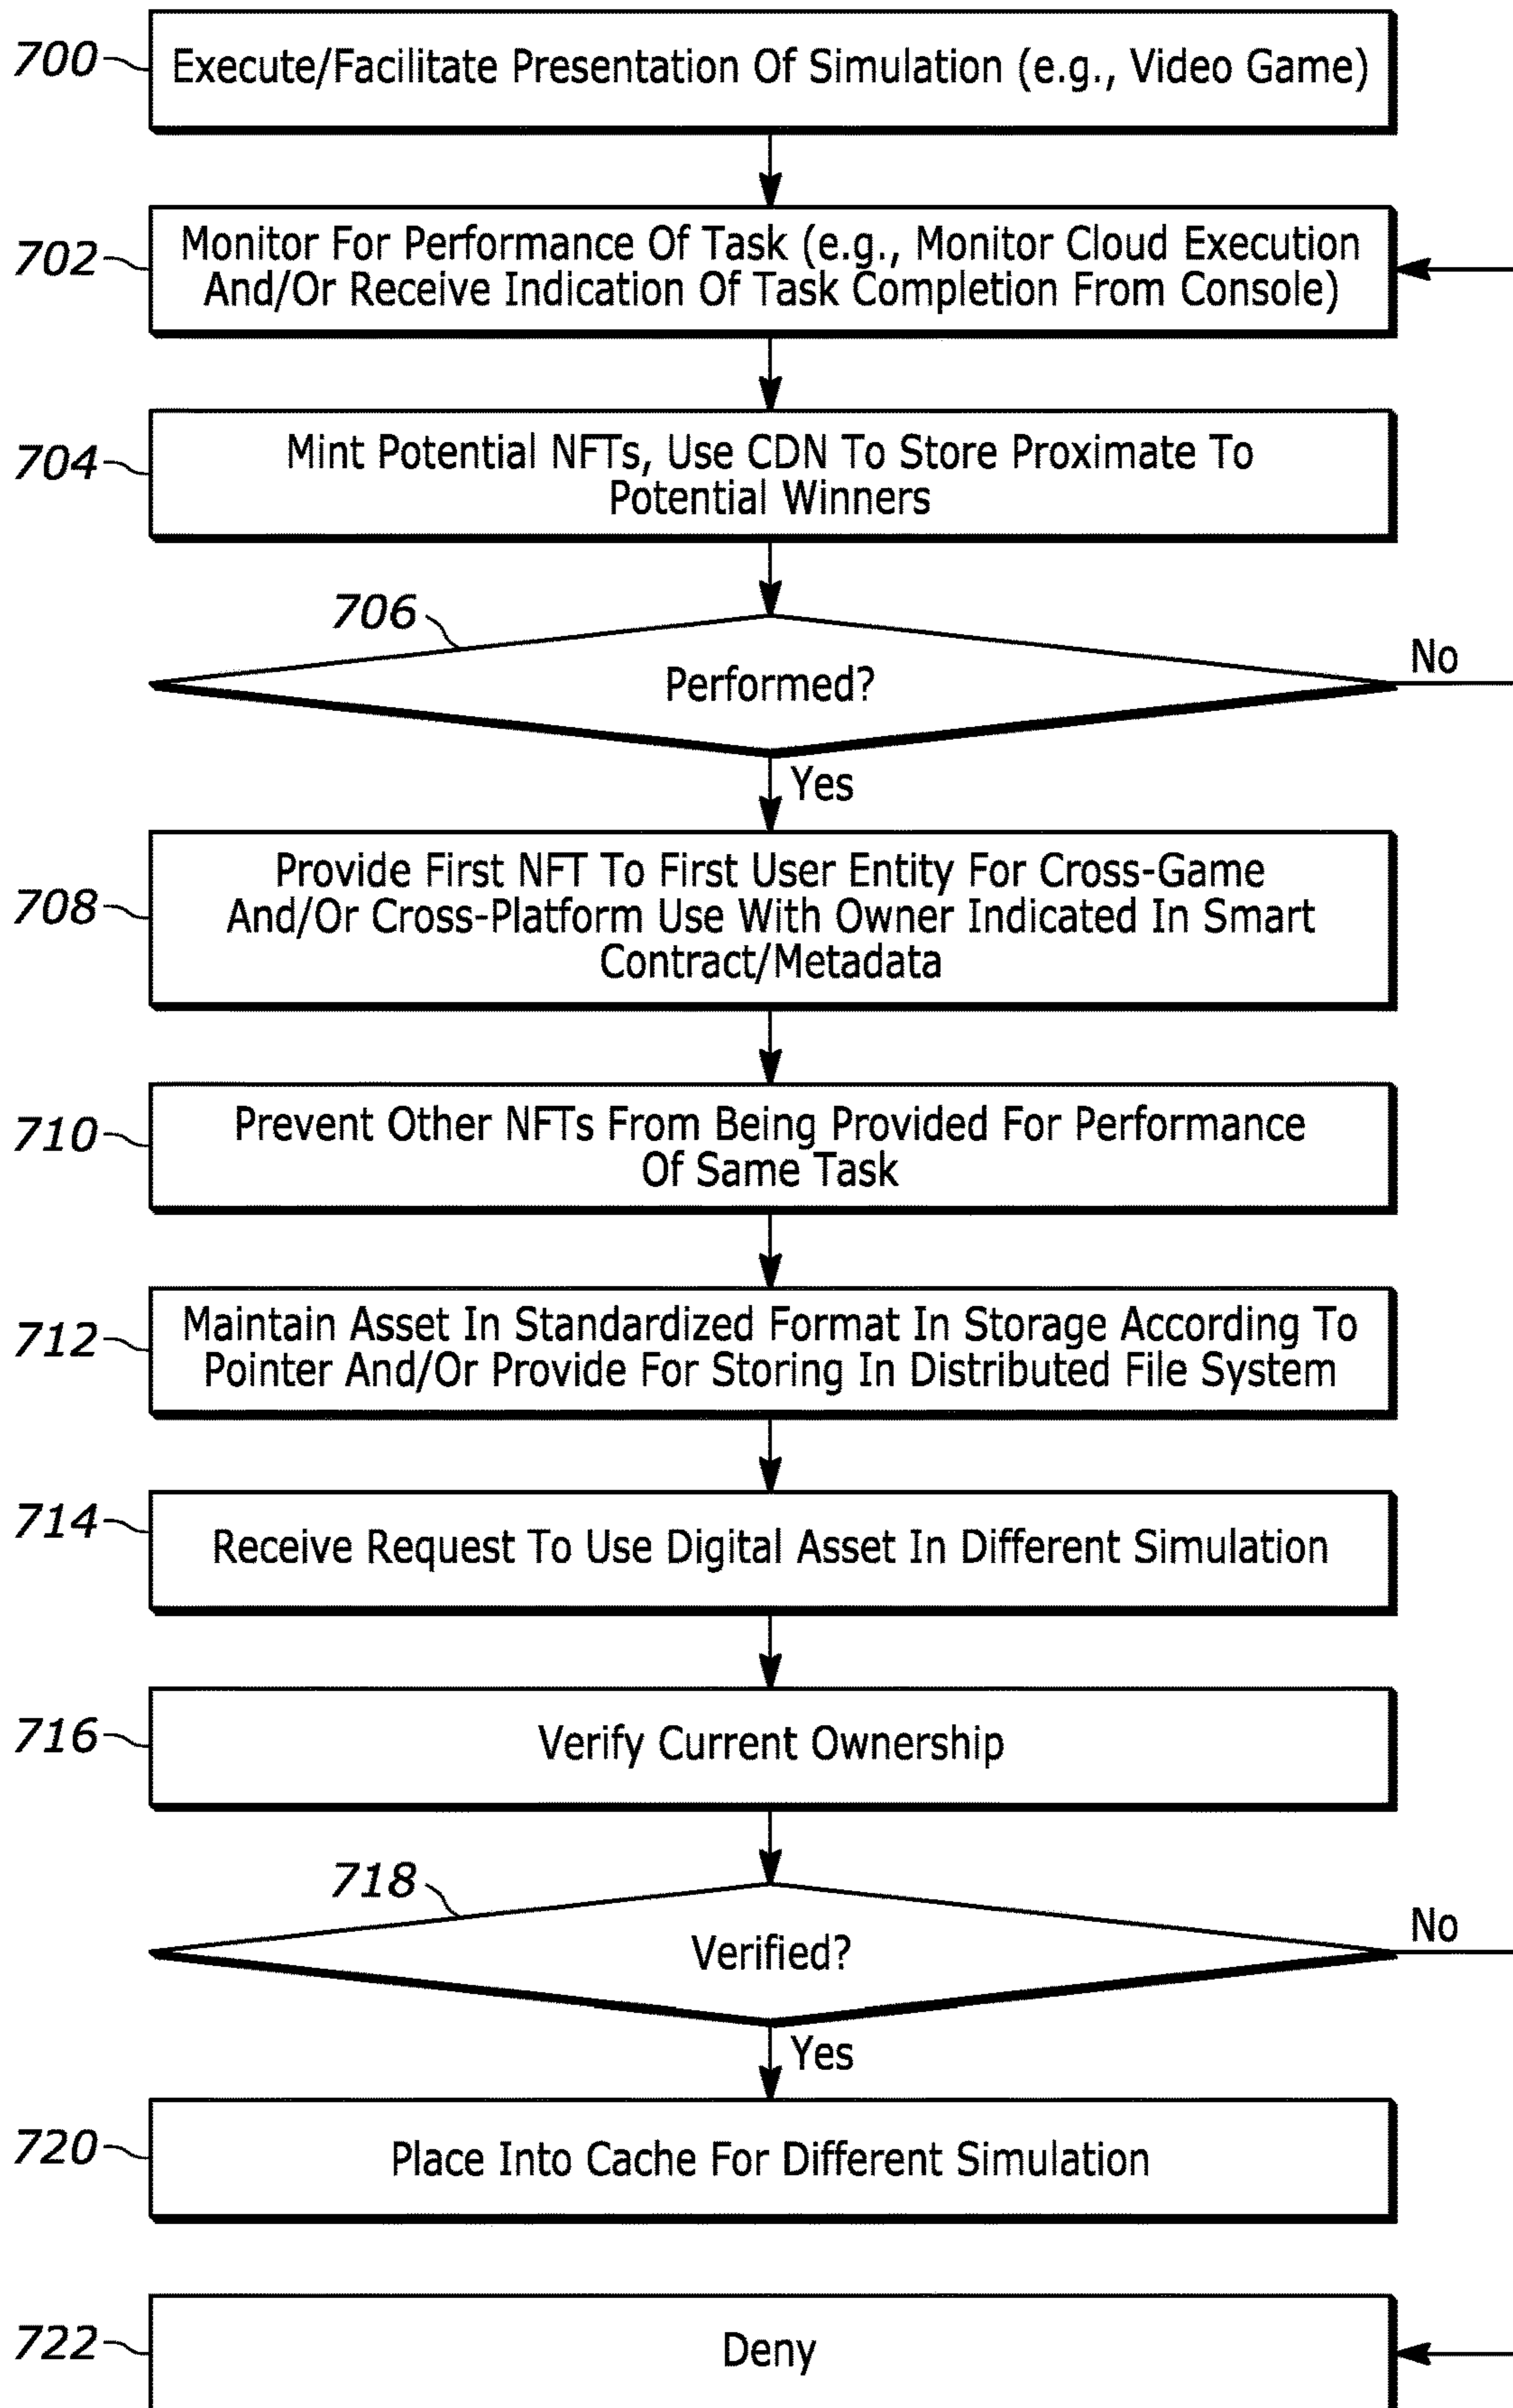 700
Execute/Facilitate Presentation Of Simulation (e.g., Video Game)
702
Monitor For Performance Of Task (e.g., Monitor Cloud Execution
And/Or Receive Indication Of Task Completion From Console)
704
Mint Potential NFTs, Use CDN To Store Proximate To
Potential Winners
706
Performed?
No
Yes
708
Provide First NFT To First User Entity For Cross-Game
And/Or Cross-Platform Use With Owner Indicated In Smart
Contract/Metadata
710
Prevent Other NFTs From Being Provided For Performance
Of Same Task
712
Maintain Asset In Standardized Format In Storage According To
Pointer And/Or Provide For Storing In Distributed File System
714
Receive Request To Use Digital Asset In Different Simulation
716
Verify Current Ownership
718
Verified?
No
Yes
720
Place Into Cache For Different Simulation
722
Deny